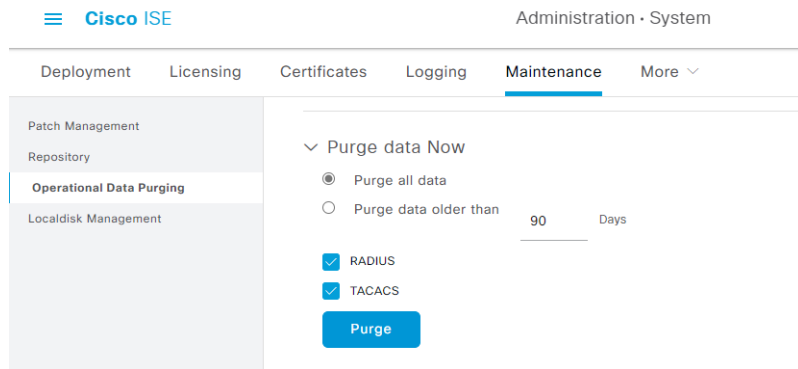 Cisco ISE
Administration · System
Deployment Licensing Certificates Logging Maintenance More
Patch Management
Repository
Operational Data Purging
Localdisk Management
Purge data Now
Purge all data
Purge data older than 90 Days
RADIUS
TACACS
Purge